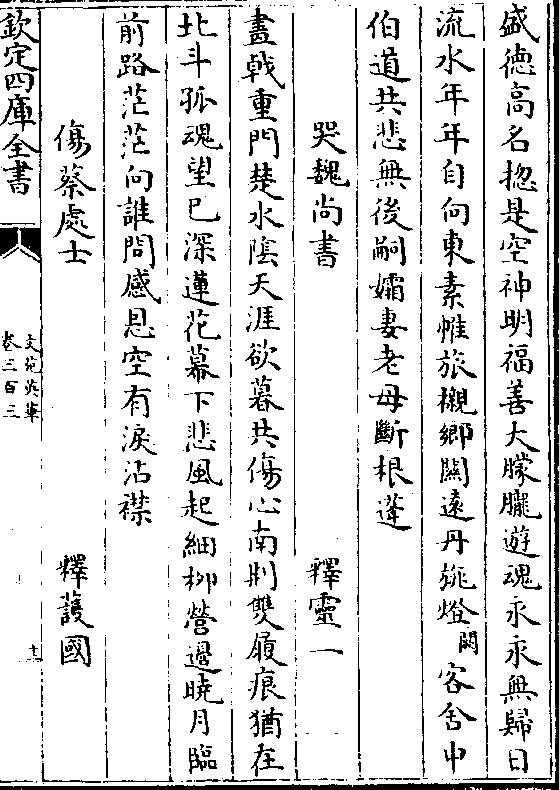 盛德高名揔是空神明福善大朦朧遊魂永永無歸日
流水年年自向東素帷旅櫬鄉關遠丹旐燈闕客舍中
伯道共悲無後嗣孀妻老母斷根蓬
哭魏尚書 釋靈一
畫戟重門楚水隂天涯欲暮共傷心南荆雙履痕猶在
北斗孤魂望已深蓮花幕下悲風起細栁營邊曉月臨
前路茫茫向誰問感恩空有淚沾襟
傷蔡處士 釋護國
欽定四庫全書
文苑英華
卷三百三
十一